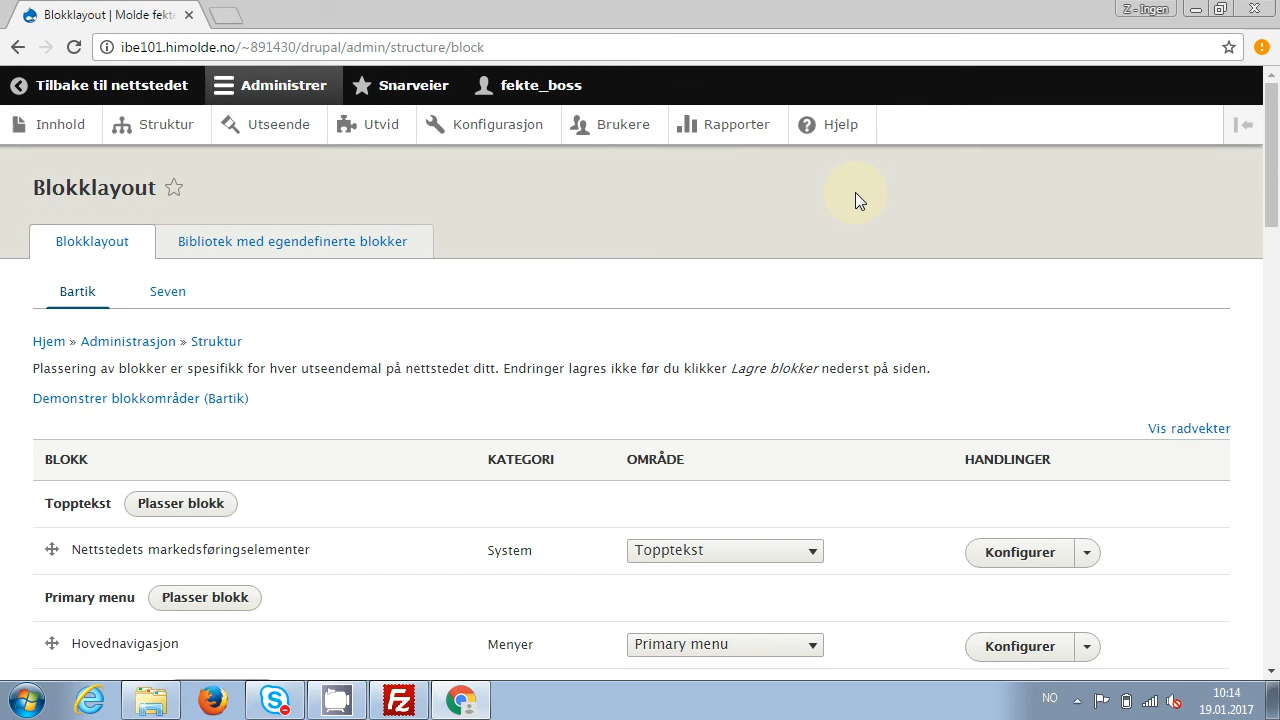 Blokklayout | Molde fekte
Z - Ingen
ibe101.himolde.no/~891430/drupal/admin/structure/block
Tilbake til nettstedet Administrer Snarveier fekte_boss
Innhold Struktur Utseende Utvid Konfigurasjon Brukere Rapporter Hjelp
Blokklayout
Blokklayout Bibliotek med egendefinerte blokker
Bartik Seven
Hjem » Administrasjon » Struktur
Plassering av blokker er spesifikk for hver utseendemal på nettstedet ditt. Endringer lagres ikke før du klikker Lagre blokker nederst på siden.
Demonstrer blokkområder (Bartik)
Vis radvekter
BLOKK KATEGORI OMRÅDE HANDLINGER
Topptekst Plasser blokk
Nettstedets markedsføringselementer System Topptekst Konfigurer
Primary menu Plasser blokk
Hovednavigasjon Menyer Primary menu Konfigurer
NO 10:14
19.01.2017